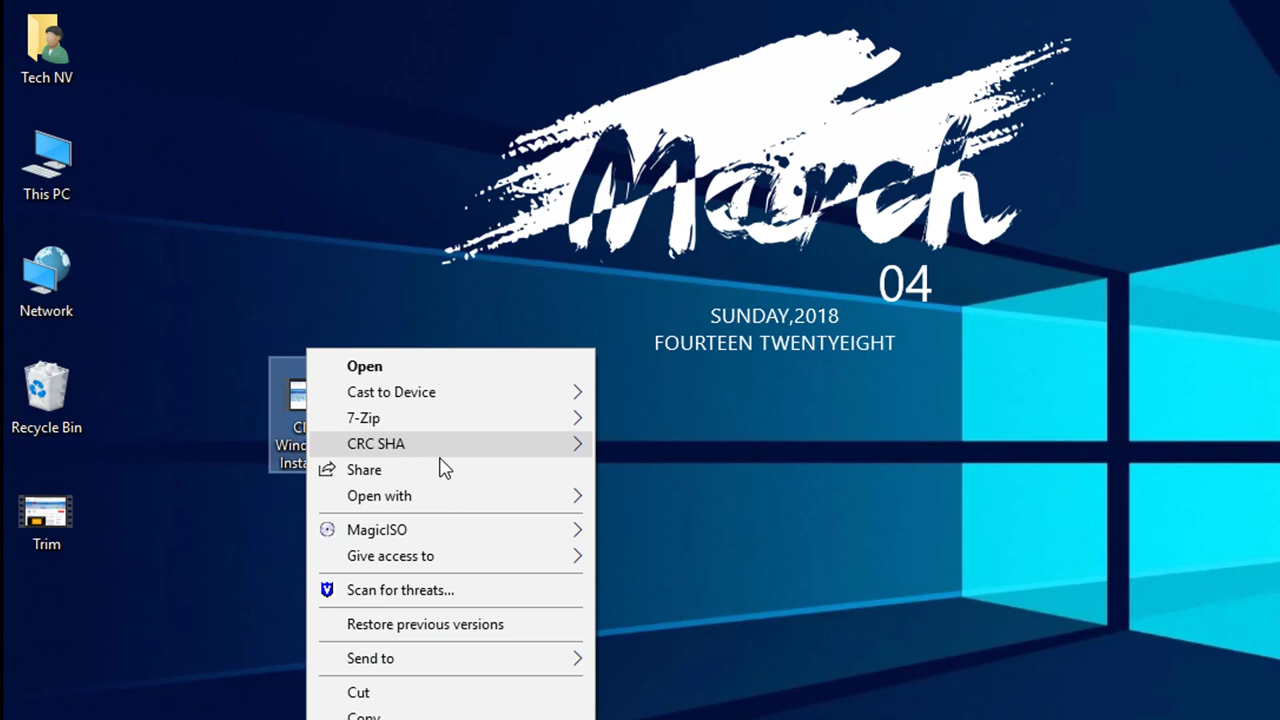 Tech NV
This PC
Network
Recycle Bin
Trim
March
04
SUNDAY,2018
FOURTEEN TWENTYEIGHT
Open
Cast to Device
7-Zip
CRC SHA
Share
Open with
MagicISO
Give access to
Scan for threats...
Restore previous versions
Send to
Cut
Copy